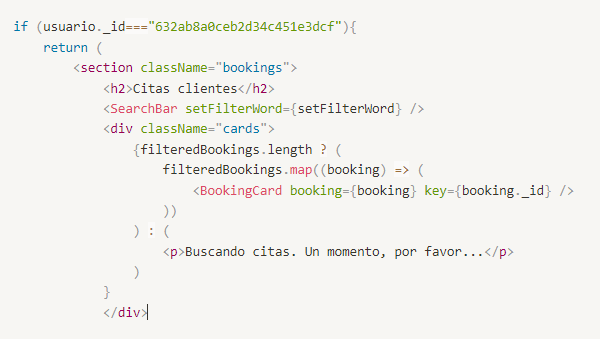 if (usuario._id==="632ab8a0ceb2d34c451e3dcf"){
    return (
        <section className="bookings">
            <h2>Citas clientes</h2>
            <SearchBar setFilterWord={setFilterWord} />
            <div className="cards">
                {filteredBookings.length ? (
                    filteredBookings.map((booking) => (
                        <BookingCard booking={booking} key={booking._id} />
                    ))
                ) : (
                    <p>Buscando citas. Un momento, por favor...</p>
                )
            }
            </div>